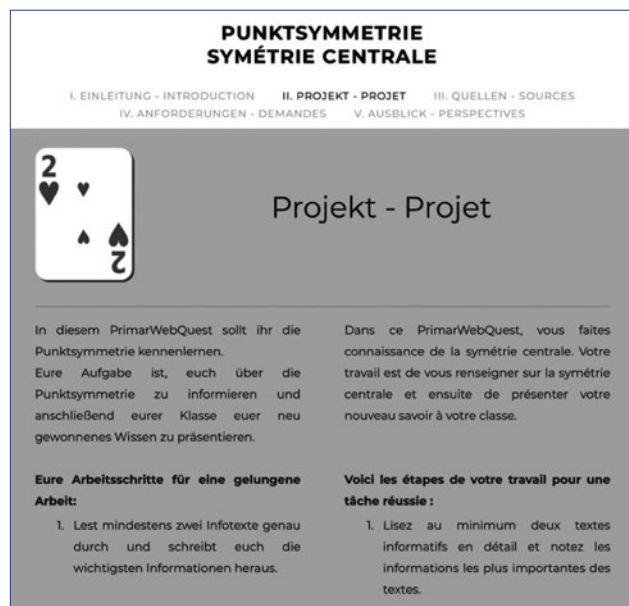 PUNKTSYMMETRIE
SYMÉTRIE CENTRALE
I. EINLEITUNG - INTRODUCTION II. PROJEKT - PROJET III. QUELLEN - SOURCES
IV. ANFORDERUNGEN - DEMANDES V. AUSBLICK - PERSPECTIVES
2
2
Projekt - Projet
In diesem PrimarWebQuest sollt ihr die
Punktsymmetrie kennenlernen.
Eure Aufgabe ist, euch über die
Punktsymmetrie zu informieren und
anschließend eurer Klasse euer neu
gewonnenes Wissen zu präsentieren.
Eure Arbeitsschritte für eine gelungene
Arbeit:
1. Lest mindestens zwei Infotexte genau
durch und schreibt euch die
wichtigsten Informationen heraus.
Dans ce PrimarWebQuest, vous faites
connaissance de la symétrie centrale. Votre
travail est de vous renseigner sur la symétrie
centrale et ensuite de présenter votre
nouveau savoir à votre classe.
Voici les étapes de votre travail pour une
tâche réussie :
1. Lisez au minimum deux textes
informatifs en détail et notez les
informations les plus importantes des
textes.